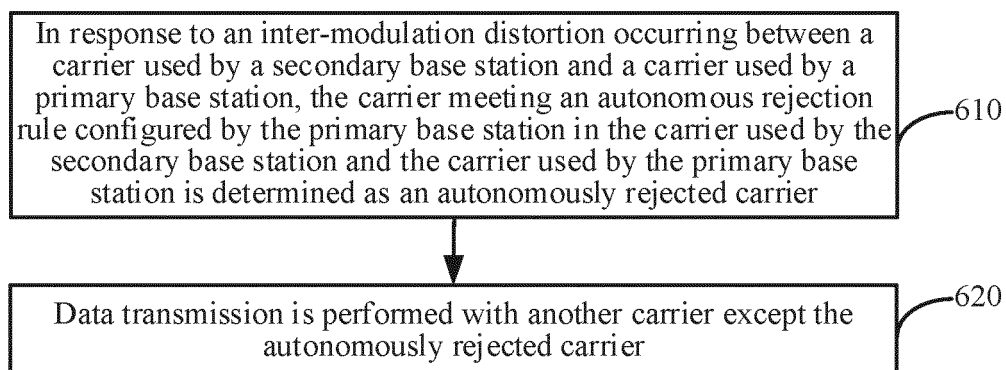 In response to an inter-modulation distortion occurring between a
carrier used by a secondary base station and a carrier used by a
primary base station, the carrier meeting an autonomous rejection
rule configured by the primary base station in the carrier used by the
secondary base station and the carrier used by the primary base
station is determined as an autonomously rejected carrier
610
Data transmission is performed with another carrier except the
autonomously rejected carrier
620